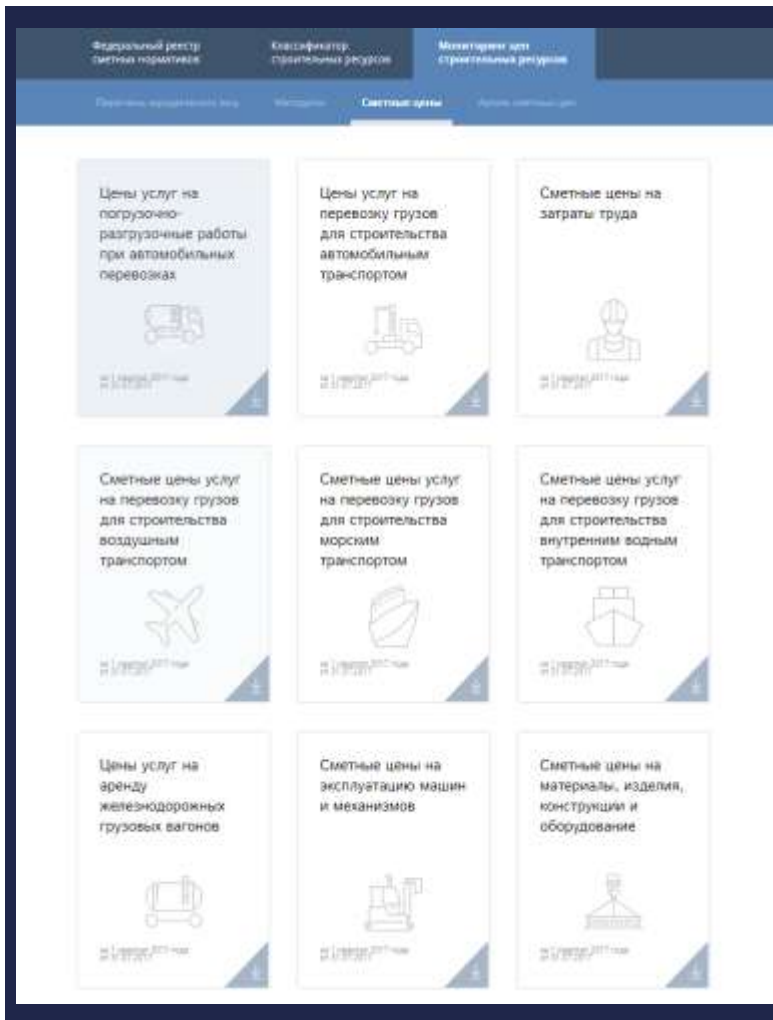 Федеральный реестр
сметных нормативов
Классификатор
строительных ресурсов
Мониторинг цен
строительных ресурсов
Сметные цены
Цены услуг на
погрузочно-
разгрузочные работы
при автомобильных
перевозках
Цены услуг на
перевозку грузов
для строительства
автомобильным
транспортом
Сметные цены на
затраты труда
Сметные цены услуг
на перевозку грузов
для строительства
воздушным
транспортом
Сметные цены услуг
на перевозку грузов
для строительства
морским
транспортом
Сметные цены услуг
на перевозку грузов
для строительства
внутренним водным
транспортом
Цены услуг на
аренду
железнодорожных
грузовых вагонов
Сметные цены на
эксплуатацию машин
и механизмов
Сметные цены на
материалы, изделия,
конструкции и
оборудование